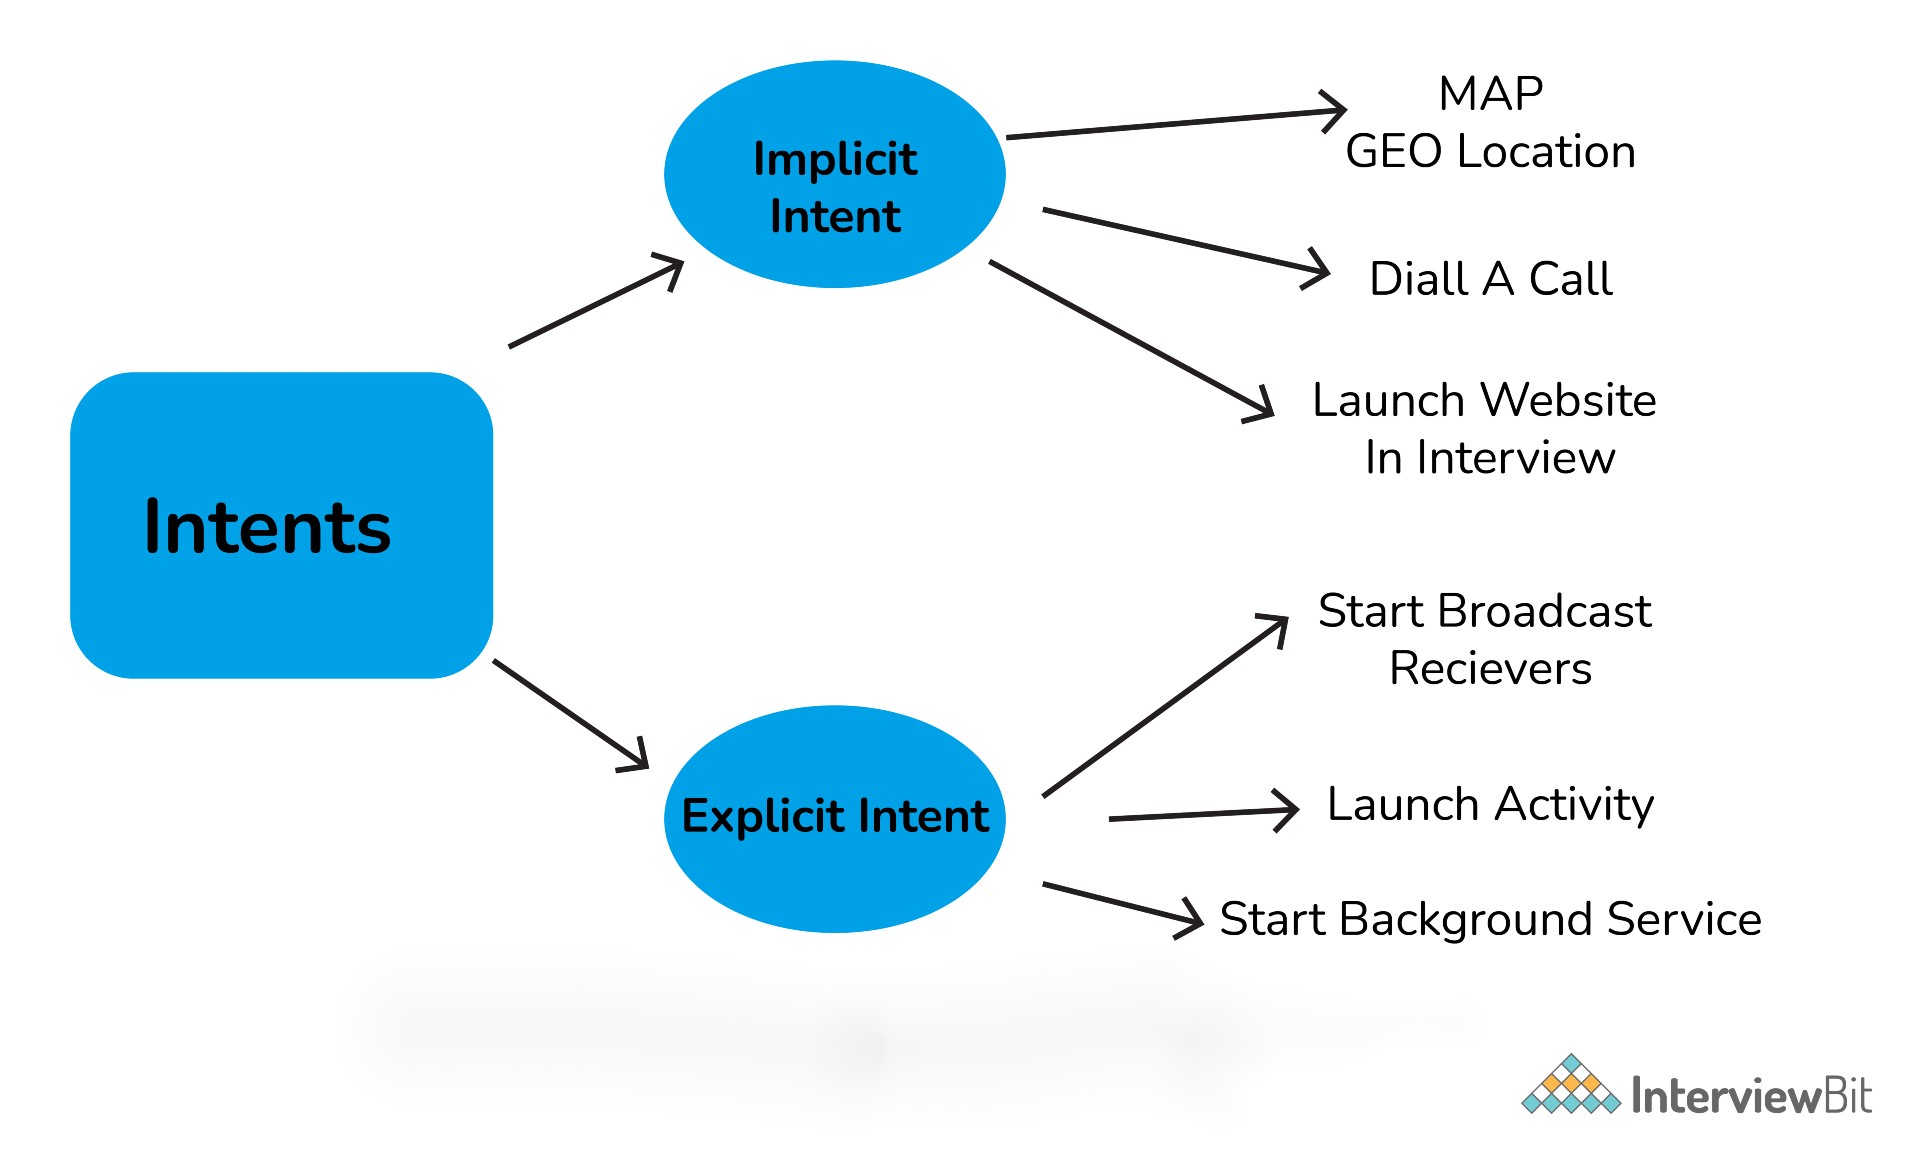 Intents
Implicit
Intent
MAP
GEO Location
Diall A Call
Launch Website
In Interview
Explicit Intent
Start Broadcast
Recievers
Launch Activity
Start Background Service
InterviewBit